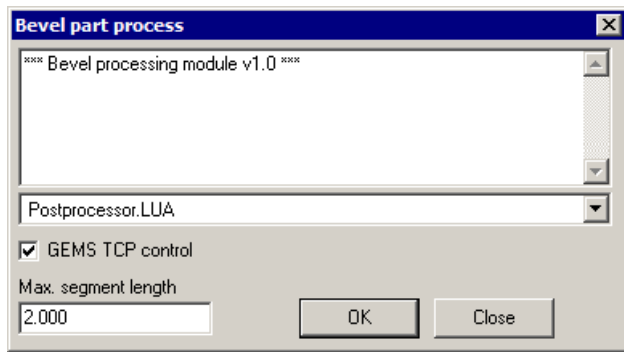 Bevel part process
*** Bevel processing module v1.0 ***
Postprocessor.LUA
GEMS TCP control
Max. segment length
2.000
OK
Close